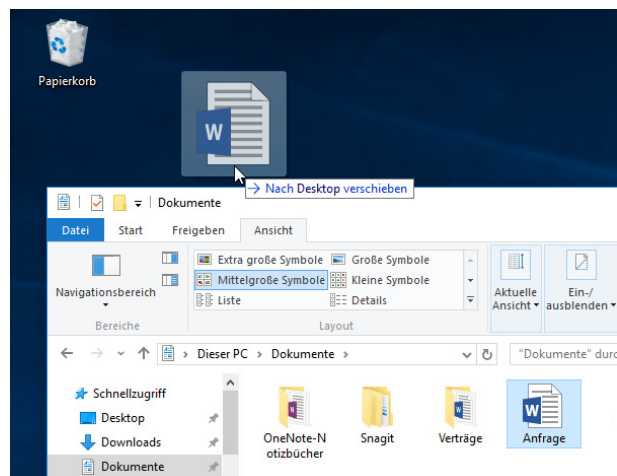 Papierkorb
W
→ Nach Desktop verschieben
Dokumente
Datei Start Freigeben Ansicht
Extra große Symbole Große Symbole
Mittelgroße Symbole Kleine Symbole
Liste Details
Navigationsbereich
Aktuelle Ansicht
Ein-/ ausblenden
Bereiche Layout
Dieser PC > Dokumente >
"Dokumente" durc
Schnellzugriff
Desktop
Downloads
Dokumente
OneNote-N
otizbücher
Snagit
Verträge
W
Anfrage